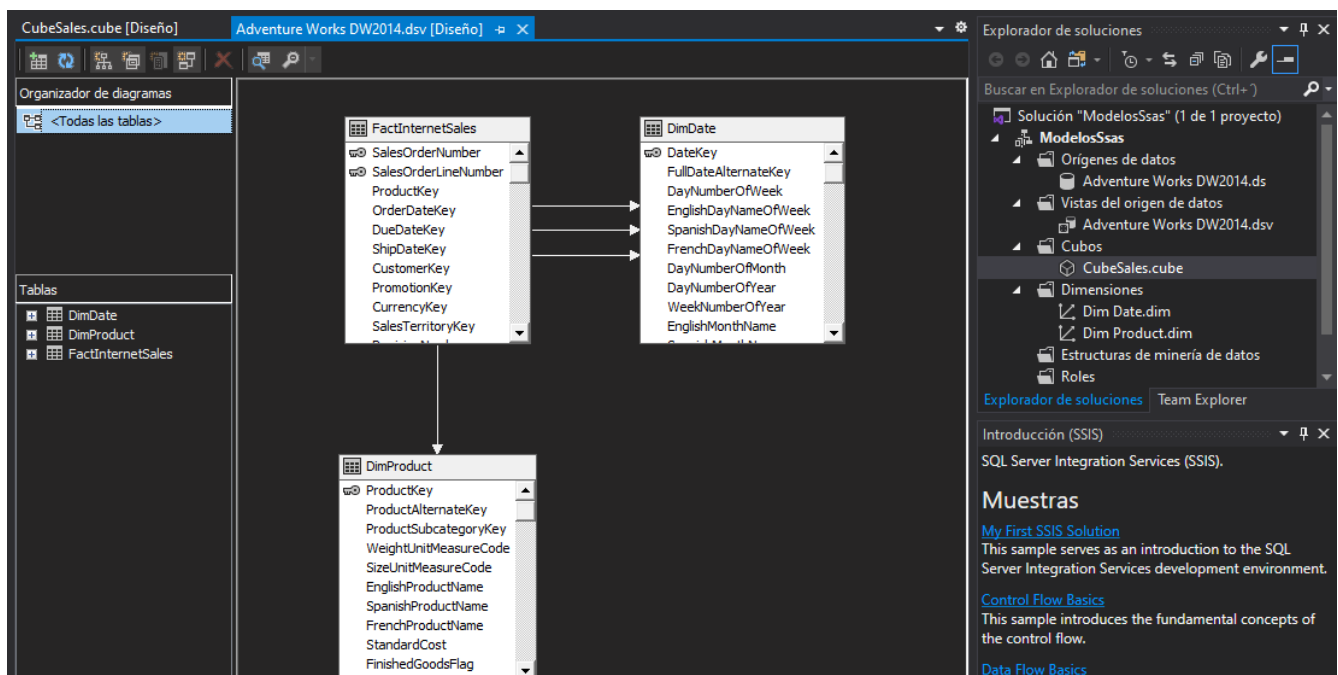 CubeSales.cube [Diseño]
Adventure Works DW2014.dsv [Diseño]
Organizador de diagramas
<Todas las tablas>
Tablas
DimDate
DimProduct
FactInternetSales
FactInternetSales
SalesOrderNumber
SalesOrderLineNumber
ProductKey
OrderDateKey
DueDateKey
ShipDateKey
CustomerKey
PromotionKey
CurrencyKey
SalesTerritoryKey
DimDate
DateKey
FullDateAlternateKey
DayNumberOfWeek
EnglishDayNameOfWeek
SpanishDayNameOfWeek
FrenchDayNameOfWeek
DayNumberOfMonth
DayNumberOfYear
WeekNumberOfYear
EnglishMonthName
DimProduct
ProductKey
ProductAlternateKey
ProductSubcategoryKey
WeightUnitMeasureCode
SizeUnitMeasureCode
EnglishProductName
SpanishProductName
FrenchProductName
StandardCost
FinishedGoodsFlag
Explorador de soluciones
Buscar en Explorador de soluciones (Ctrl+´)
Solución "ModelosSsas" (1 de 1 proyecto)
ModelosSsas
Orígenes de datos
Adventure Works DW2014.ds
Vistas del origen de datos
Adventure Works DW2014.dsv
Cubos
CubeSales.cube
Dimensiones
Dim Date.dim
Dim Product.dim
Estructuras de minería de datos
Roles
Explorador de soluciones Team Explorer
Introducción (SSIS)
SQL Server Integration Services (SSIS).
Muestras
My First SSIS Solution
This sample serves as an introduction to the SQL
Server Integration Services development environment.
Control Flow Basics
This sample introduces the fundamental concepts of
the control flow.
Data Flow Basics